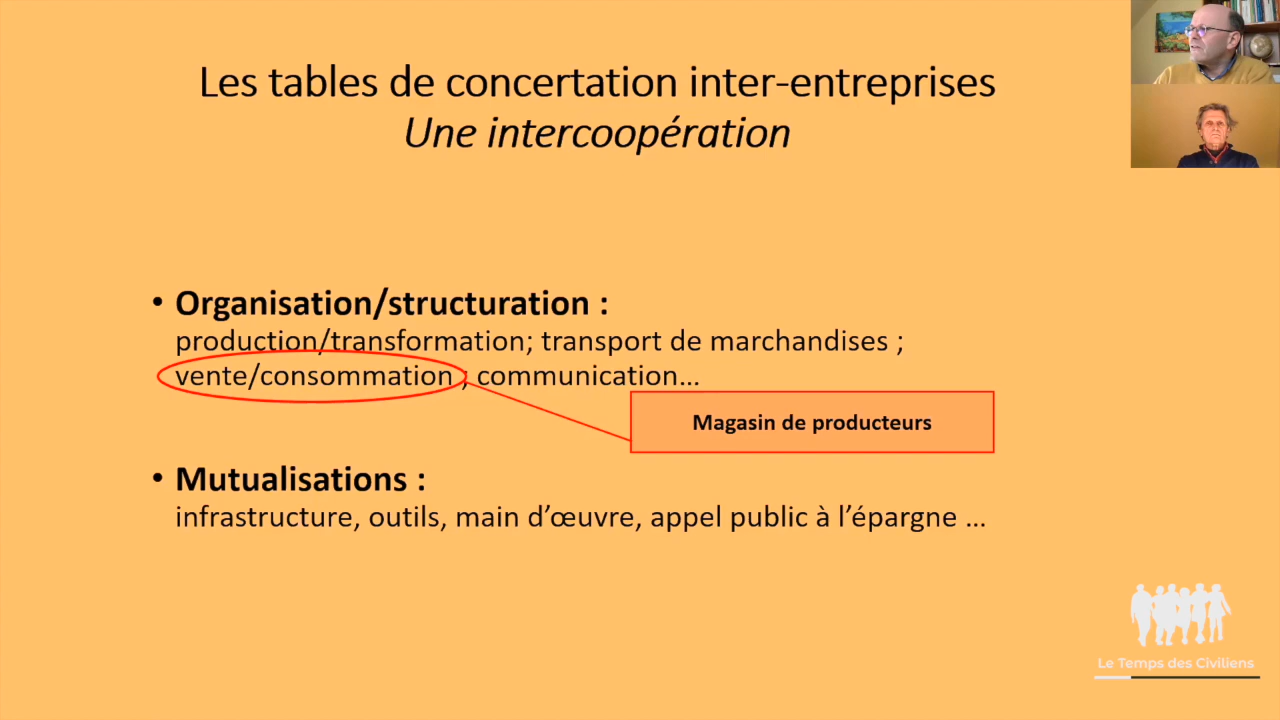 Les tables de concertation inter-entreprises
Une intercoopération
• Organisation/structuration :
production/transformation; transport de marchandises ;
vente/consommation ; communication...
Magasin de producteurs
• Mutualisations :
infrastructure, outils, main d’œuvre, appel public à l’épargne ...
Le Temps des Civiliens